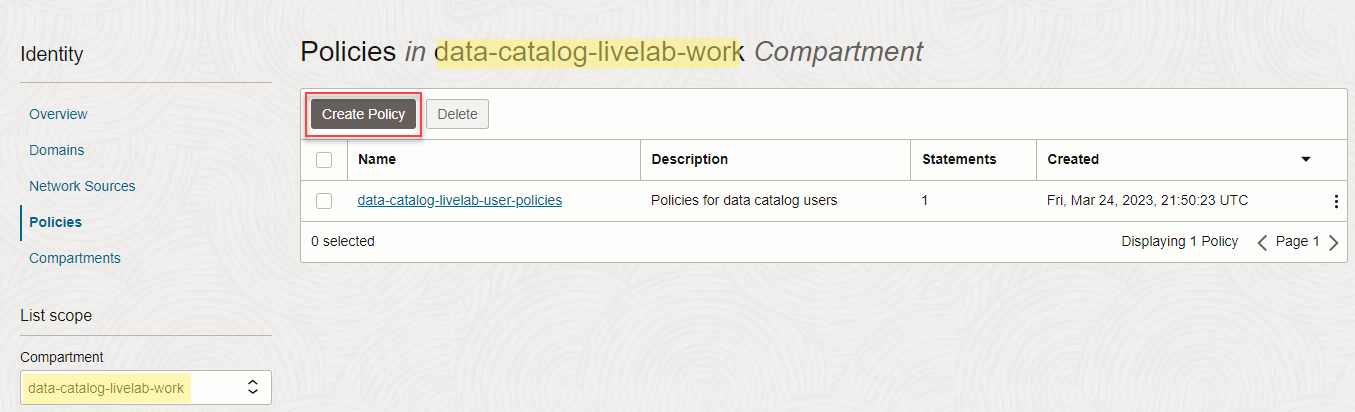 Identity
Overview
Domains
Network Sources
Policies
Compartments
List scope
Compartment
data-catalog-livelab-work
Policies in data-catalog-livelab-work Compartment
Create Policy Delete
Name Description Statements Created
data-catalog-livelab-user-policies Policies for data catalog users 1 Fri, Mar 24, 2023, 21:50:23 UTC
0 selected Displaying 1 Policy Page 1